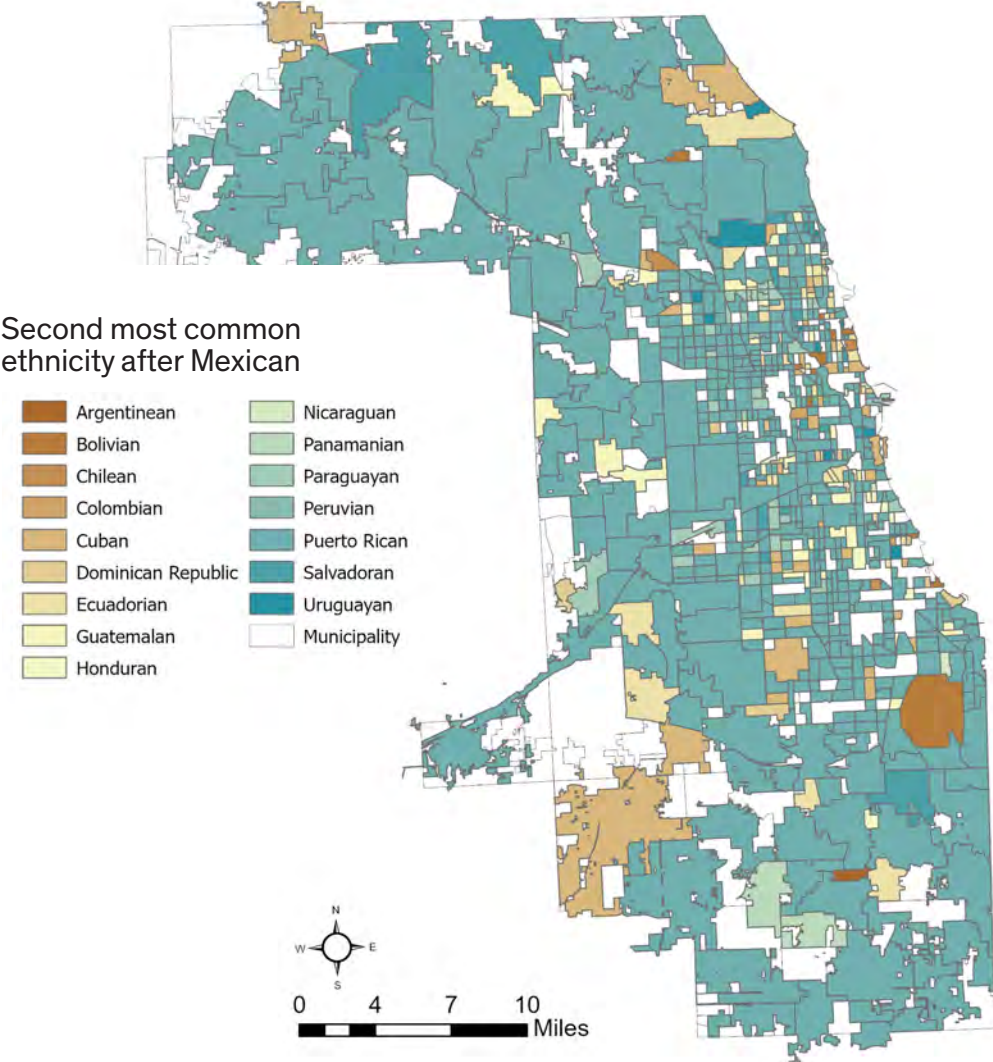 Second most common
ethnicity after Mexican
Argentinean
Bolivian
Chilean
Colombian
Cuban
Dominican Republic
Ecuadorian
Guatemalan
Honduran
Nicaraguan
Panamanian
Paraguayan
Peruvian
Puerto Rican
Salvadoran
Uruguayan
Municipality
N
W E
S
0 4 7 10
Miles